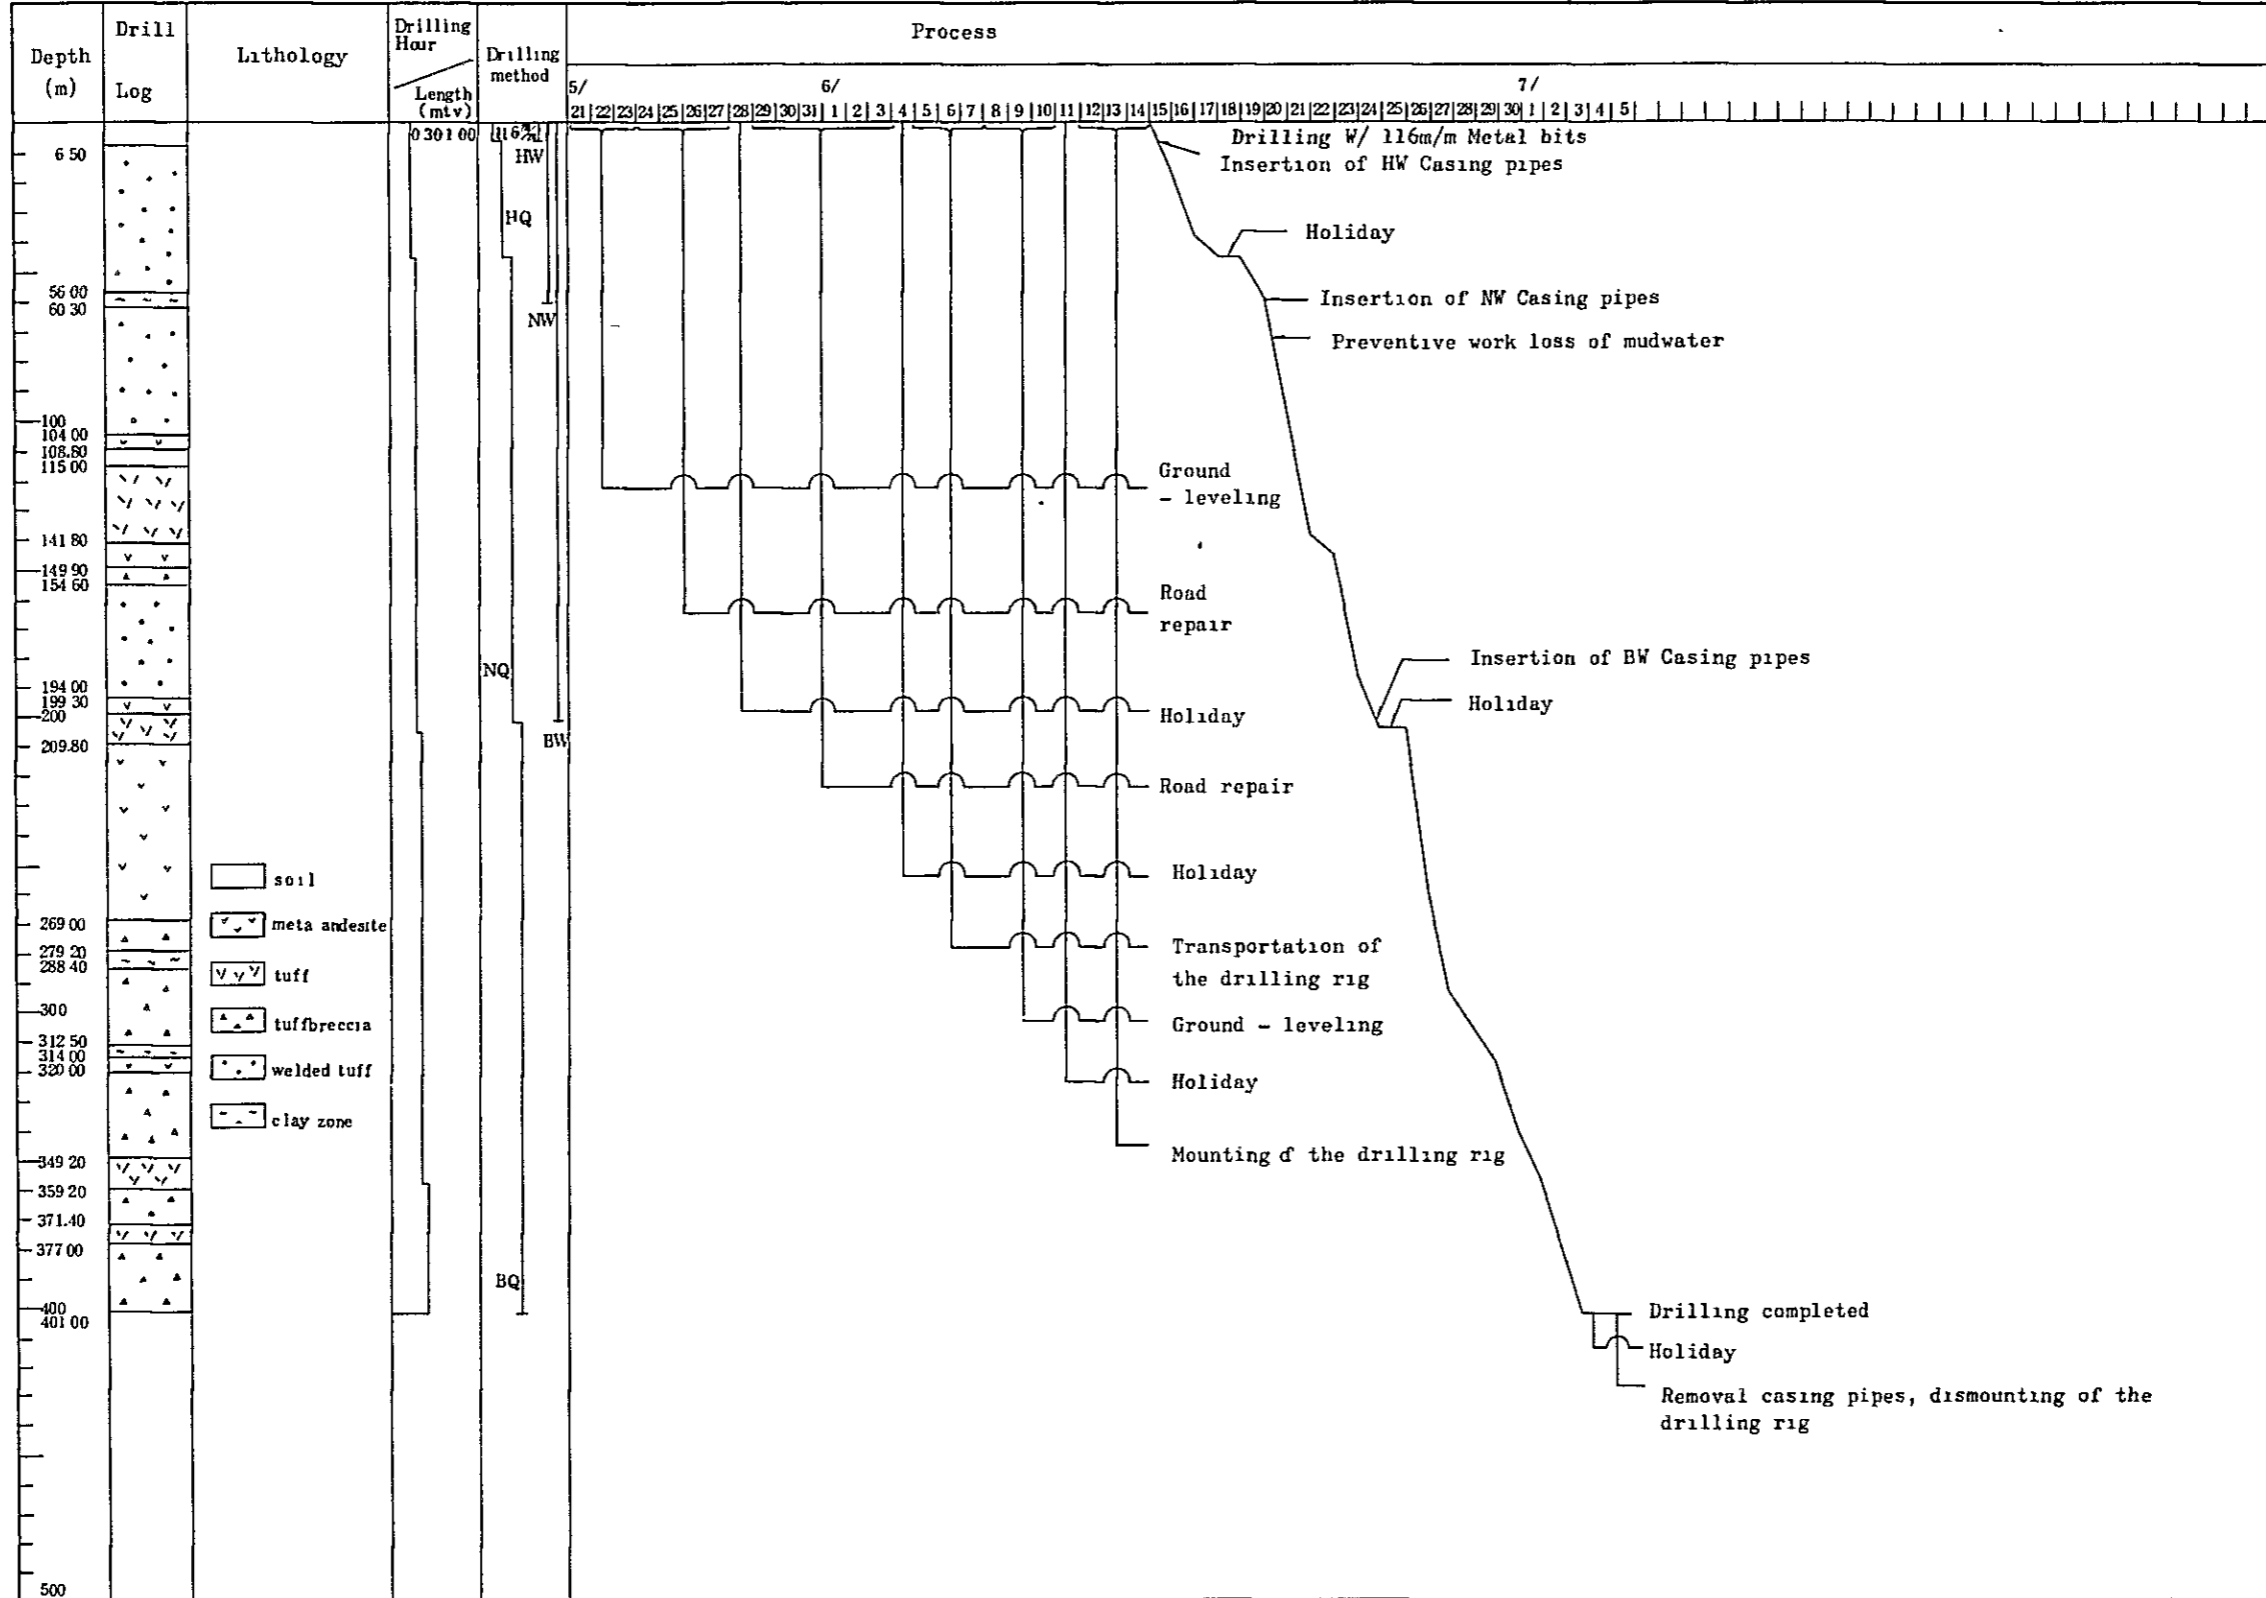 Depth
(m)
Drill
Log
Lithology
Drilling
Hour
Length
(mtv)
Drilling
method
Process
5/
6/
7/
21 22 23 24 25 26 27 28 29 30 31 1 2 3 4 5 6 7 8 9 10 11 12 13 14 15 16 17 18 19 20 21 22 23 24 25 26 27 28 29 30 1 2 3 4 5
0 30 1 00
116
HW
HQ
NW
NQ
BW
BQ
6 50
56 00
60 30
100
104 00
108.80
115 00
141 80
149 90
154 60
194 00
199 30
200
209.80
269 00
279 20
288 40
300
312 50
314 00
320 00
349 20
359 20
371.40
377 00
400
401 00
500
soil
meta andesite
tuff
tuffbreccia
welded tuff
clay zone
Drilling W/ 116m/m Metal bits
Insertion of HW Casing pipes
Holiday
Insertion of NW Casing pipes
Preventive work loss of mudwater
Ground
- leveling
Road
repair
Insertion of BW Casing pipes
Holiday
Holiday
Road repair
Holiday
Transportation of
the drilling rig
Ground - leveling
Holiday
Mounting of the drilling rig
Drilling completed
Holiday
Removal casing pipes, dismounting of the
drilling rig